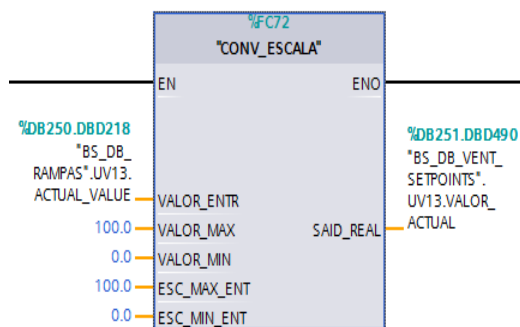 %FC72
"CONV_ESCALA"
EN
ENO
%DB250.DBD218
"BS_DB_
RAMPAS".UV13.
ACTUAL_VALUE
VALOR_ENTR
100.0
VALOR_MAX
0.0
VALOR_MIN
100.0
ESC_MAX_ENT
0.0
ESC_MIN_ENT
SAID_REAL
%DB251.DBD490
"BS_DB_VENT_
SETPOINTS".
UV13.VALOR_
ACTUAL